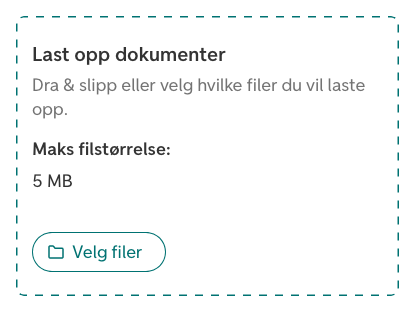 Last opp dokumenter
Dra & slipp eller velg hvilke filer du vil laste
opp.
Maks filstørrelse:
5 MB
Velg filer